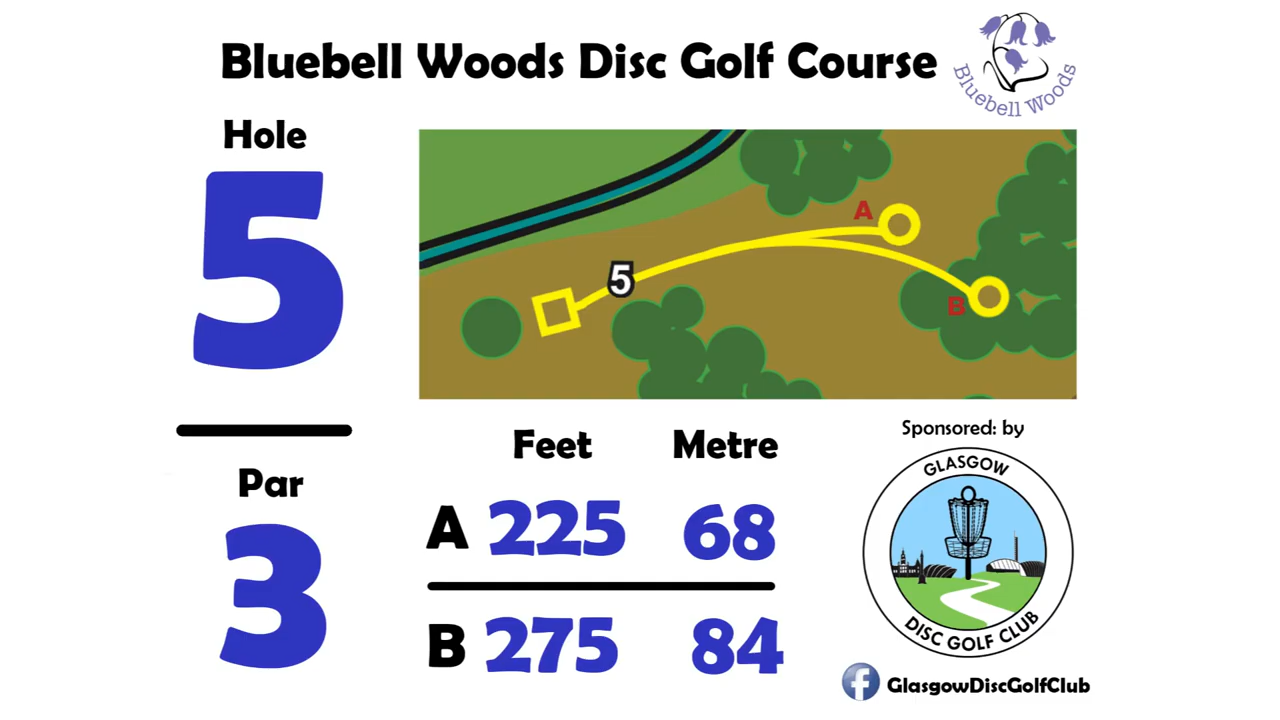 Bluebell Woods Disc Golf Course
Bluebell Woods
Hole
5
Par
3
A
5
B
Feet Metre
A 225 68
B 275 84
Sponsored: by
GLASGOW
DISC GOLF CLUB
GlasgowDiscGolfClub